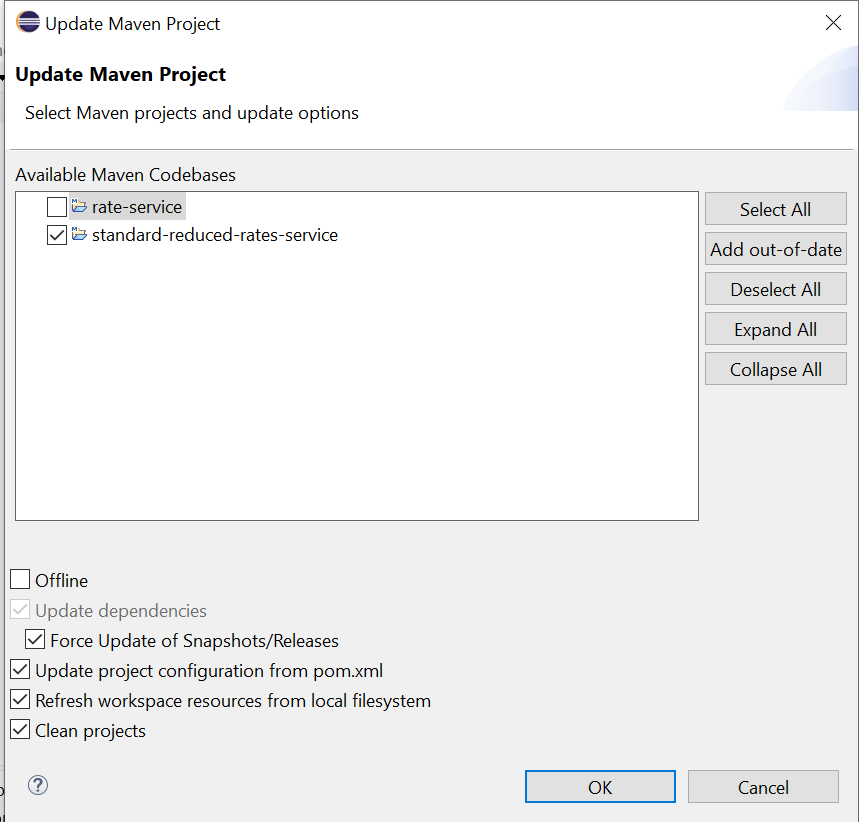 Update Maven Project
Update Maven Project
Select Maven projects and update options
Available Maven Codebases
rate-service
standard-reduced-rates-service
Select All
Add out-of-date
Deselect All
Expand All
Collapse All
Offline
Update dependencies
Force Update of Snapshots/Releases
Update project configuration from pom.xml
Refresh workspace resources from local filesystem
Clean projects
?
OK
Cancel